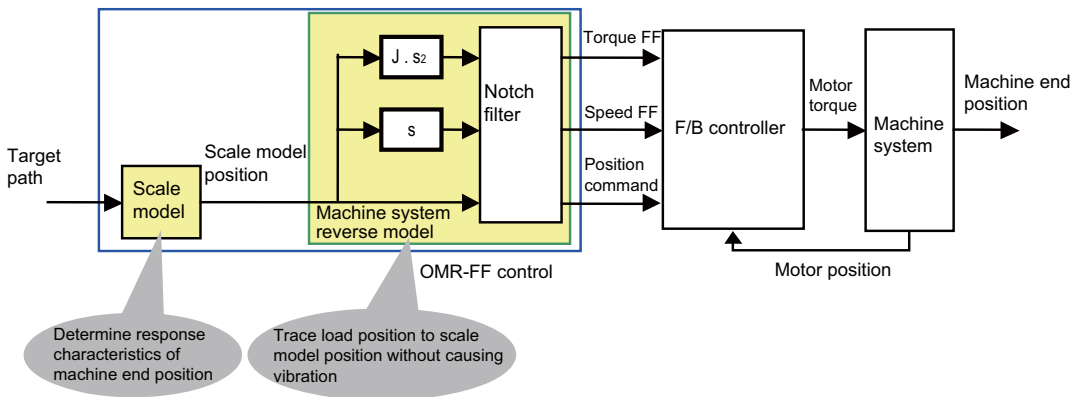 Target
path
Scale
model
Scale model
position
J . s2
s
Notch
filter
Machine system
reverse model
OMR-FF control
Torque FF
Speed FF
Position
command
F/B controller
Motor
torque
Machine
system
Machine end
position
Motor position
Determine response
characteristics of
machine end position
Trace load position to scale
model position without causing
vibration